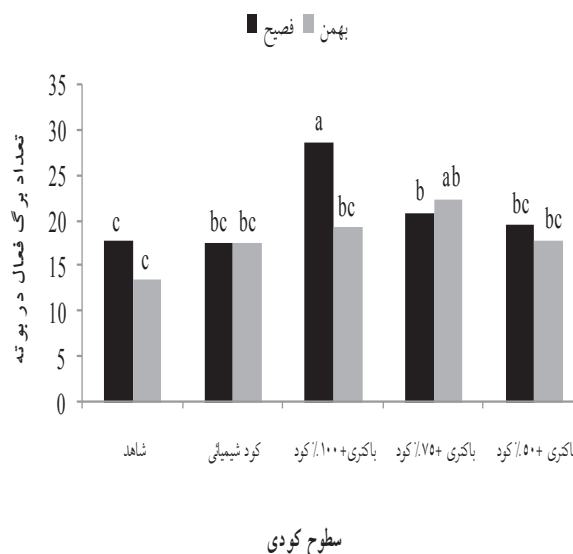 فصیح بهمن
تعداد برگ فعال در بوته
35
30
25
20
15
10
5
0
c
c
bc
bc
a
bc
b
ab
bc
bc
شاهد
کود شیمیائی
باکتری+۱۰۰٪ کود
باکتری +۷۵٪ کود
باکتری +۵۰٪ کود
سطوح کودی